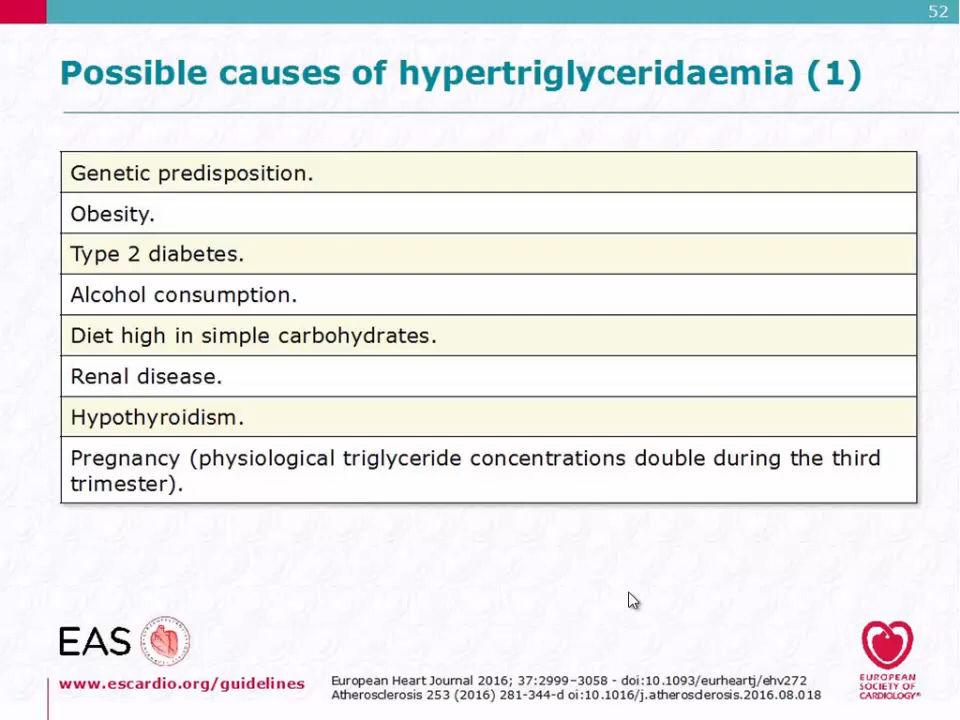 52
Possible causes of hypertriglyceridaemia (1)
Genetic predisposition.
Obesity.
Type 2 diabetes.
Alcohol consumption.
Diet high in simple carbohydrates.
Renal disease.
Hypothyroidism.
Pregnancy (physiological triglyceride concentrations double during the third
trimester).
EAS
www.escardio.org/guidelines
European Heart Journal 2016; 37:2999–3058 - doi:10.1093/eurheartj/ehv272
Atherosclerosis 253 (2016) 281-344-d oi:10.1016/j.atherosclerosis.2016.08.018
EUROPEAN
SOCIETY OF
CARDIOLOGY®